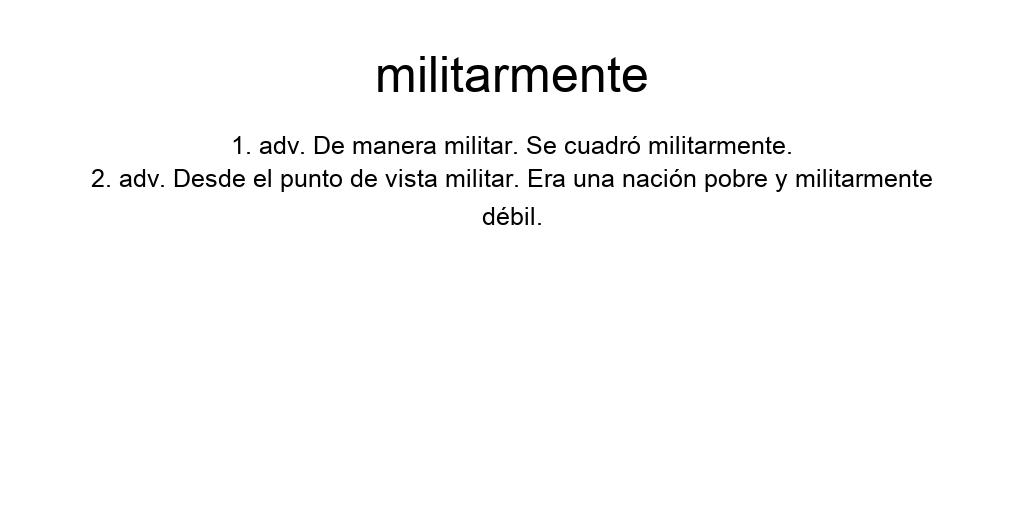 militarmente
1. adv. De manera militar. Se cuadró militarmente.
2. adv. Desde el punto de vista militar. Era una nación pobre y militarmente
débil.